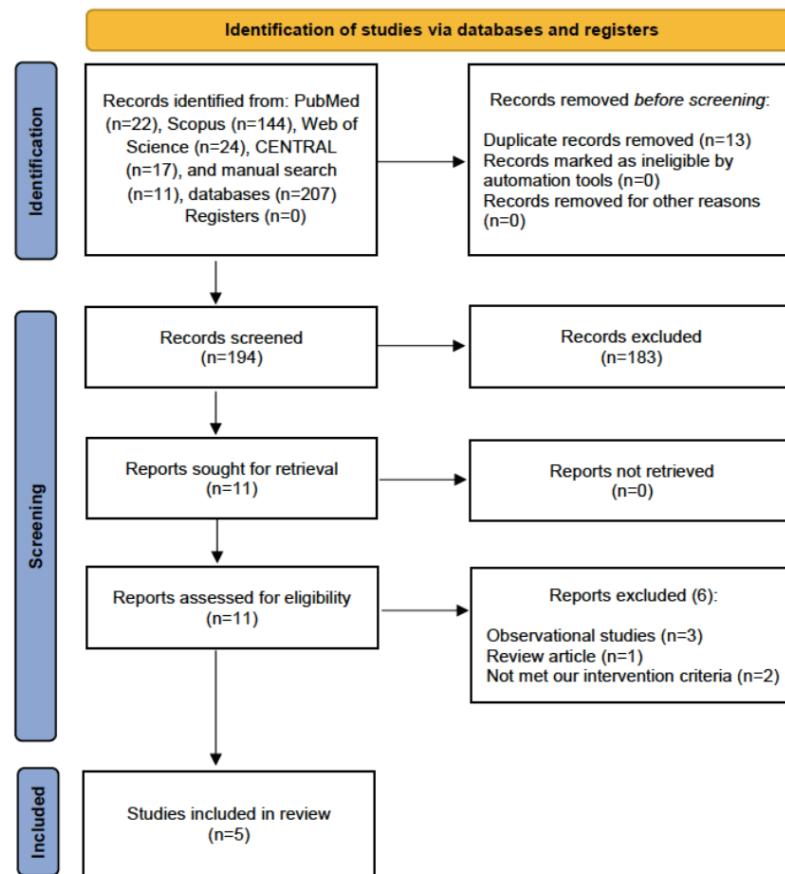 Identification of studies via databases and registers
Identification
Records identified from: PubMed
(n=22), Scopus (n=144), Web of
Science (n=24), CENTRAL
(n=17), and manual search
(n=11), databases (n=207)
Registers (n=0)
Records removed before screening:
Duplicate records removed (n=13)
Records marked as ineligible by
automation tools (n=0)
Records removed for other reasons
(n=0)
Screening
Records screened
(n=194)
Records excluded
(n=183)
Reports sought for retrieval
(n=11)
Reports not retrieved
(n=0)
Reports assessed for eligibility
(n=11)
Reports excluded (6):
Observational studies (n=3)
Review article (n=1)
Not met our intervention criteria (n=2)
Included
Studies included in review
(n=5)